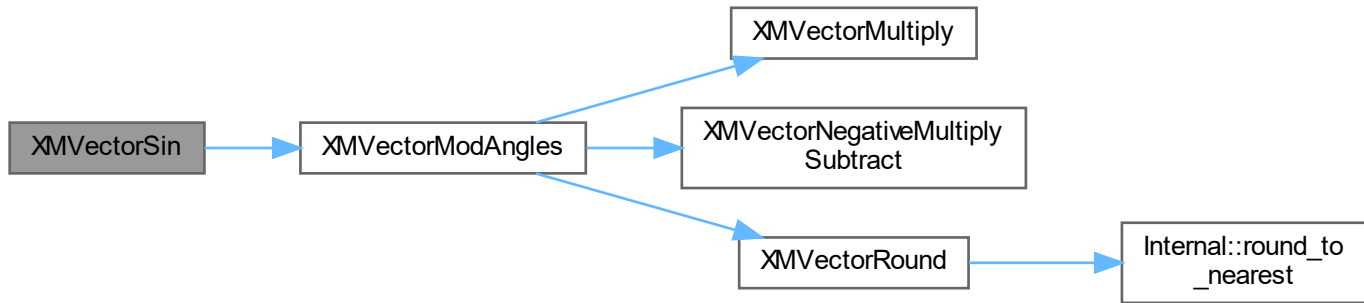 XMVectorMultiply
XMVectorSin
XMVectorModAngles
XMVectorNegativeMultiply
Subtract
XMVectorRound
Internal::round_to
_nearest